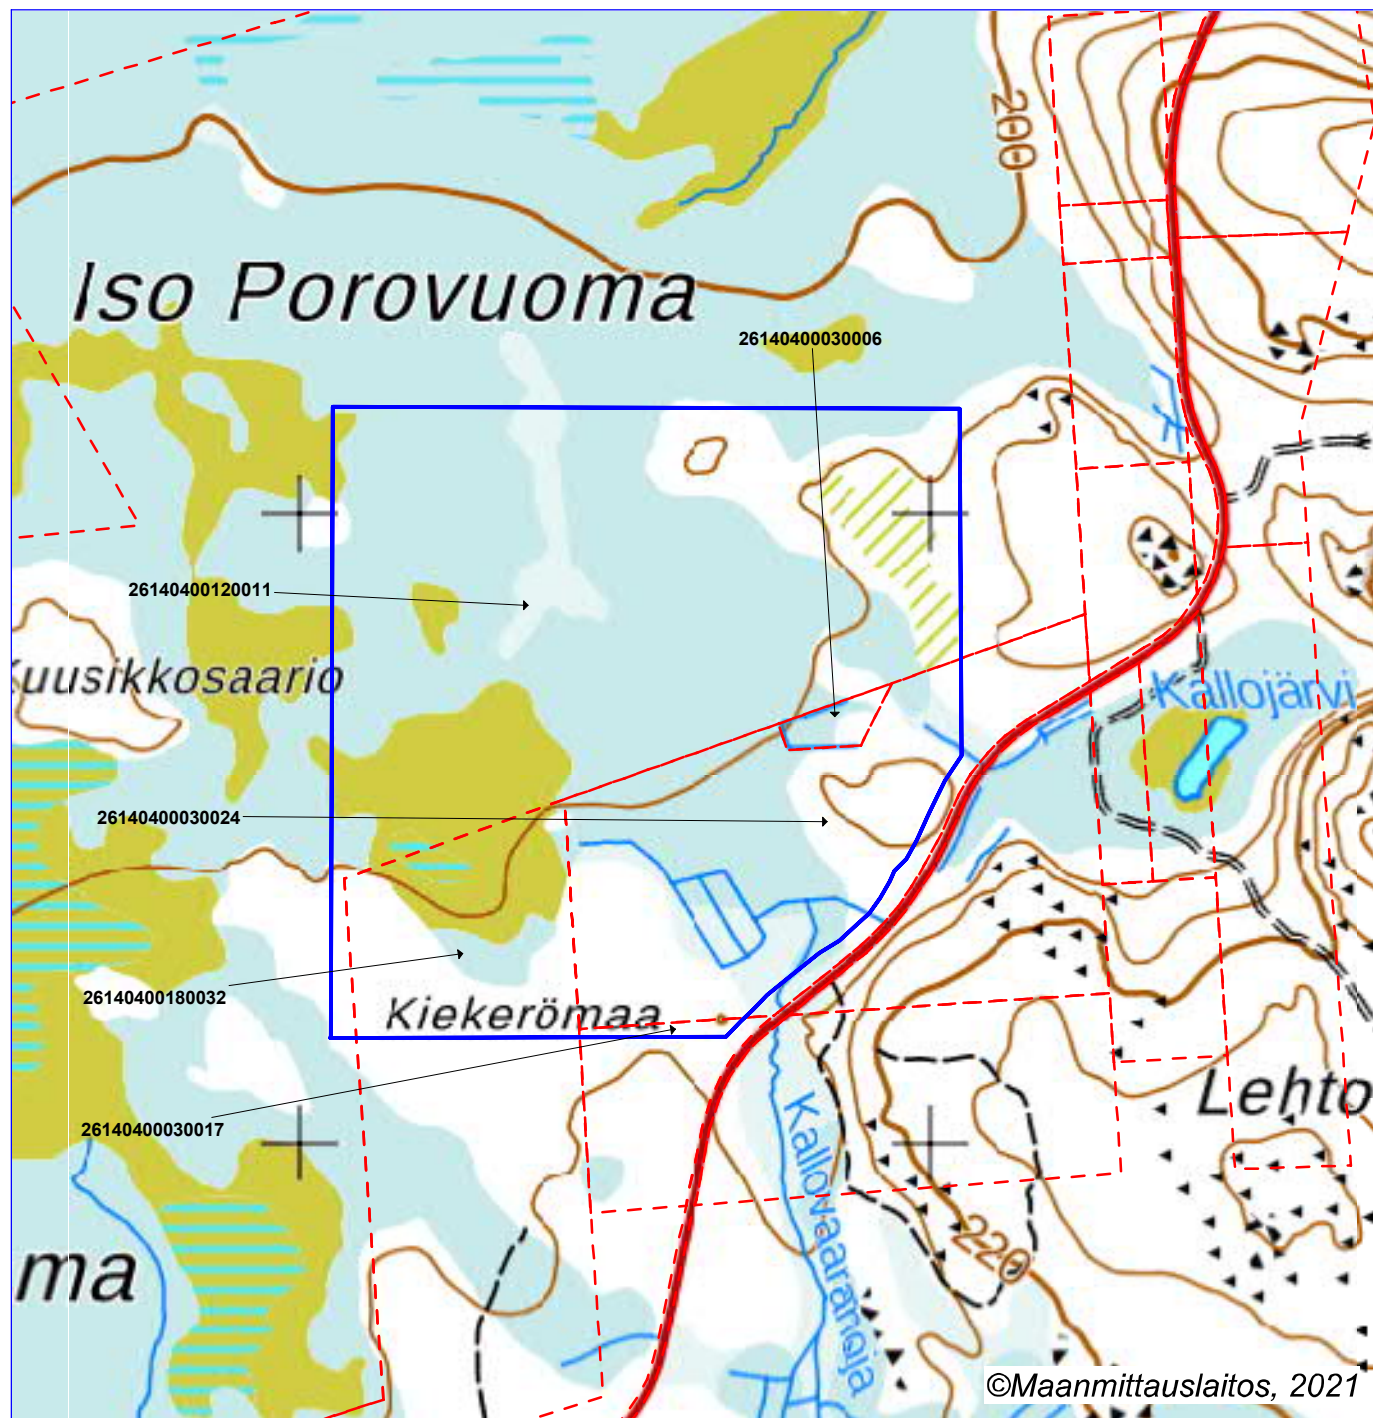 200
Iso Porovuoma
26140400030006
26140400120011
Kuusikkosaario
Kallojärvi
26140400030024
26140400180032
Kiekerömaa
Lehto
26140400030017
Kallovaaranoja
220
ma
©Maanmittauslaitos, 2021